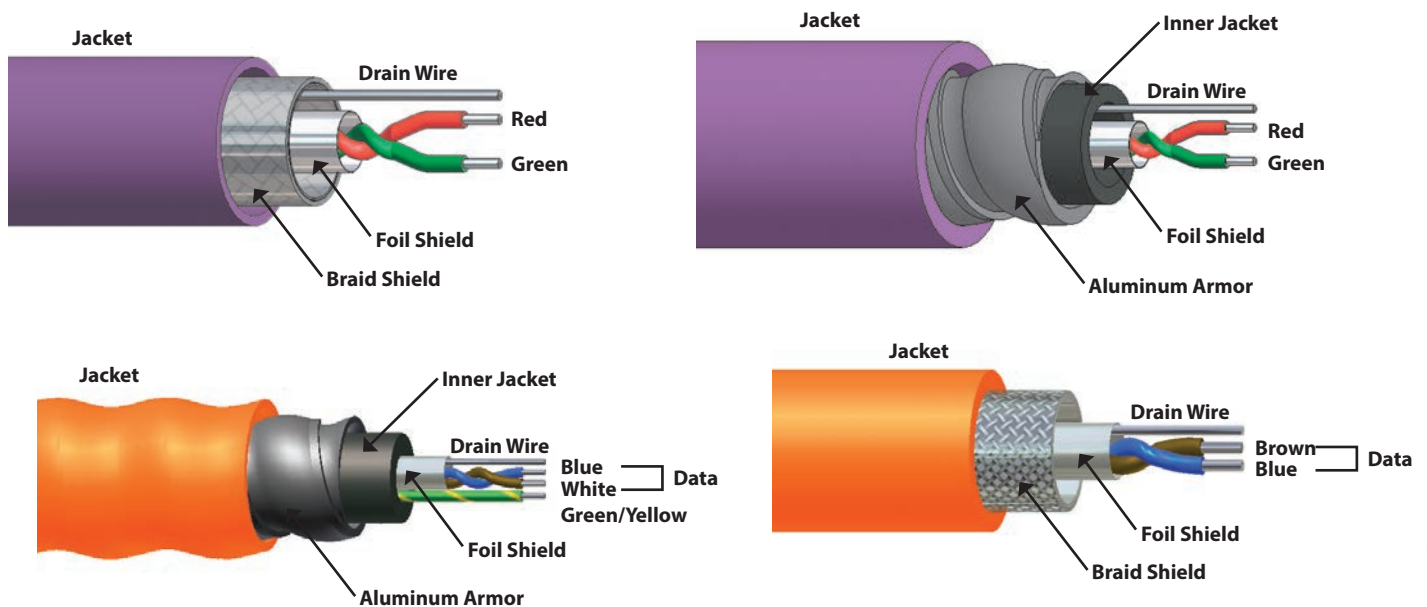 Jacket
Drain Wire
Red
Green
Foil Shield
Braid Shield
Jacket
Inner Jacket
Drain Wire
Red
Green
Foil Shield
Aluminum Armor
Jacket
Inner Jacket
Drain Wire
Blue
White
Data
Green/Yellow
Foil Shield
Aluminum Armor
Jacket
Drain Wire
Brown
Blue
Data
Foil Shield
Braid Shield